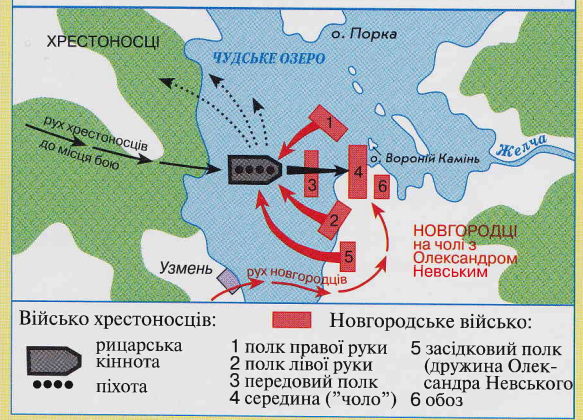 ХРЕСТОНОСЦІ
о. Порка
ЧУДСЬКЕ ОЗЕРО
рух хрестоносців
до місця бою
1
о. Вороній Камінь
Желча
3
4
6
2
5
НОВГОРОДЦІ
на чолі з
Олександром
Невським
Узмень
рух новгородців
Військо хрестоносців:
рицарська
кіннота
піхота
Новгородське військо:
1 полк правої руки
2 полк лівої руки
3 передовий полк
4 середина ("чоло")
5 засідковий полк
(дружина Олек-
сандра Невського
6 обоз